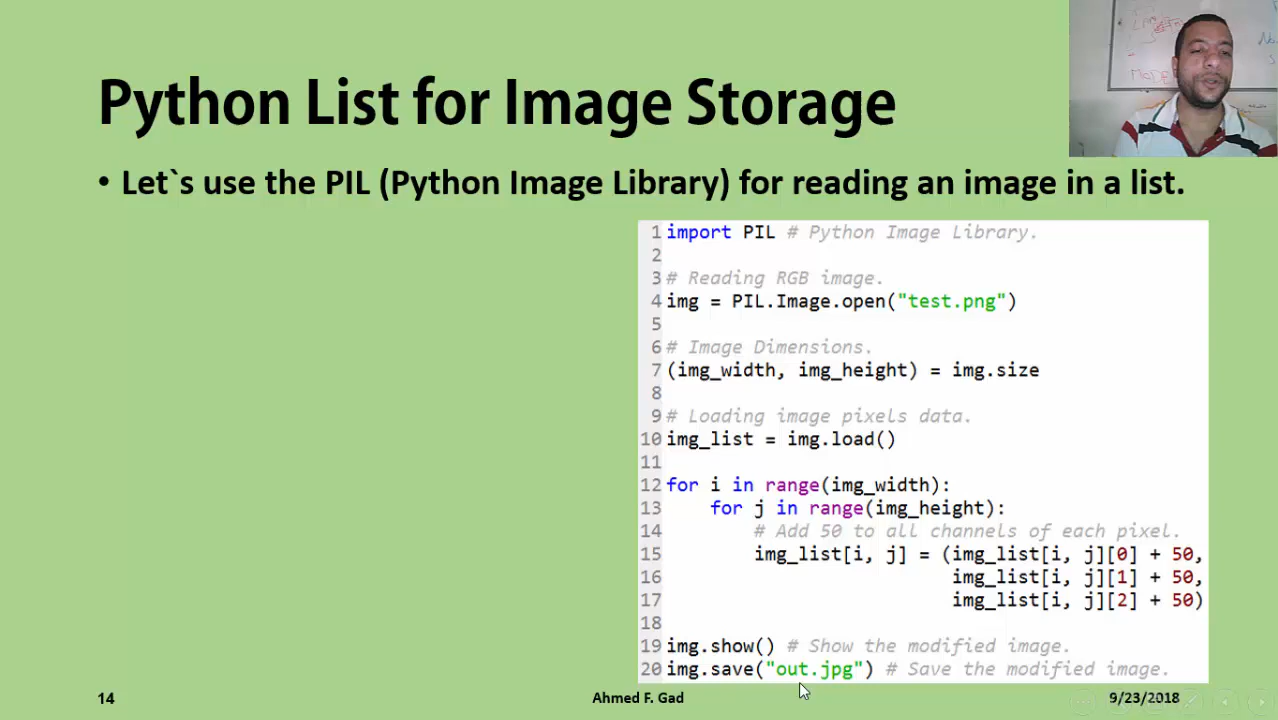 Python List for Image Storage
• Let`s use the PIL (Python Image Library) for reading an image in a list.
1 import PIL # Python Image Library.
2
3 # Reading RGB image.
4 img = PIL.Image.open("test.png")
5
6 # Image Dimensions.
7 (img_width, img_height) = img.size
8
9 # Loading image pixels data.
10 img_list = img.load()
11
12 for i in range(img_width):
13     for j in range(img_height):
14         # Add 50 to all channels of each pixel.
15         img_list[i, j] = (img_list[i, j][0] + 50,
16                           img_list[i, j][1] + 50,
17                           img_list[i, j][2] + 50)
18
19 img.show() # Show the modified image.
20 img.save("out.jpg") # Save the modified image.
14
Ahmed F. Gad
9/23/2018